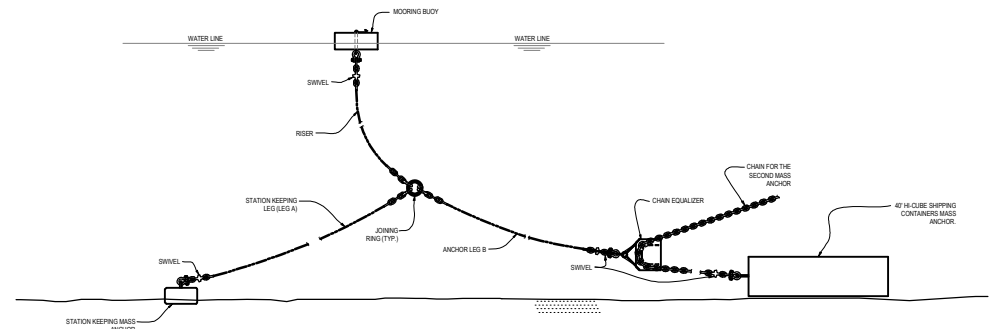 MOORING BUOY
WATER LINE
WATER LINE
SWIVEL
RISER
CHAIN FOR THE
SECOND MASS
ANCHOR
STATION KEEPING
LEG (LEG A)
CHAIN EQUALIZER
40' HI-CUBE SHIPPING
CONTAINERS MASS
ANCHOR.
JOINING
RING (TYP.)
ANCHOR LEG B
SWIVEL
SWIVEL
STATION KEEPING MASS
ANCHOR